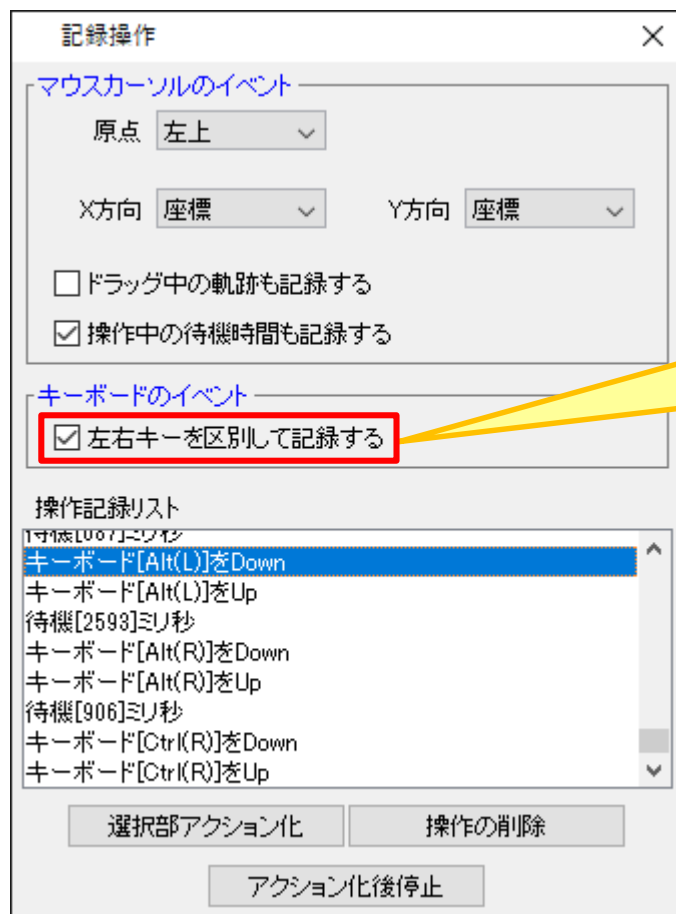 記録操作
マウスカーソルのイベント
原点 左上
X方向 座標 Y方向 座標
ドラッグ中の軌跡も記録する
操作中の待機時間も記録する
キーボードのイベント
左右キーを区別して記録する
操作記録リスト
待機[687]ミリ秒
キーボード[Alt(L)]をDown
キーボード[Alt(L)]をUp
待機[2593]ミリ秒
キーボード[Alt(R)]をDown
キーボード[Alt(R)]をUp
待機[906]ミリ秒
キーボード[Ctrl(R)]をDown
キーボード[Ctrl(R)]をUp
選択部アクション化 操作の削除
アクション化後停止